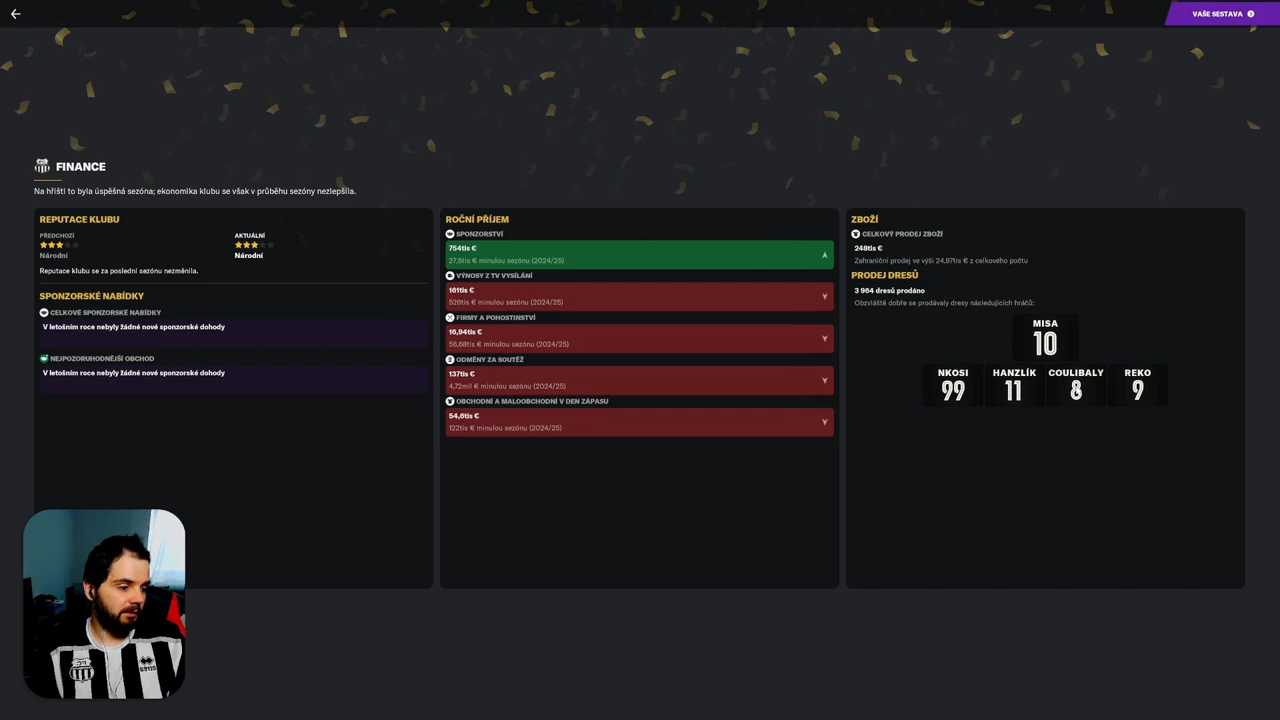 VAŠE SESTAVA
FINANCE
Na hřišti to byla úspěšná sezóna; ekonomika klubu se však v průběhu sezóny nezlepšila.
REPUTACE KLUBU
PŘEDCHOZÍ
AKTUÁLNÍ
Národní
Národní
Reputace klubu se za poslední sezónu nezměnila.
SPONZORSKÉ NABÍDKY
CELKOVÉ SPONZORSKÉ NABÍDKY
V letošním roce nebyly žádné nové sponzorské dohody
NEJPOZORUHODNĚJŠÍ OBCHOD
V letošním roce nebyly žádné nové sponzorské dohody
ROČNÍ PŘÍJEM
SPONZORSTVÍ
754tis €
27,5tis € minulou sezónu (2024/25)
VÝNOSY Z TV VYSÍLÁNÍ
161tis €
526tis € minulou sezónu (2024/25)
FIRMY A POHOSTINSTVÍ
16,94tis €
56,68tis € minulou sezónu (2024/25)
ODMĚNY ZA SOUTĚŽ
137tis €
4,72mil € minulou sezónu (2024/25)
OBCHODNÍ A MALOOBCHODNÍ V DEN ZÁPASU
54,6tis €
122tis € minulou sezónu (2024/25)
ZBOŽÍ
CELKOVÝ PRODEJ ZBOŽÍ
248tis €
Zahraniční prodej ve výši 24,87tis € z celkového počtu
PRODEJ DRESŮ
3 964 dresů prodáno
Obzvláště dobře se prodávaly dresy následujících hráčů:
MISA
10
NKOSI
99
HANZLÍK
11
COULIBALY
8
REKO
9